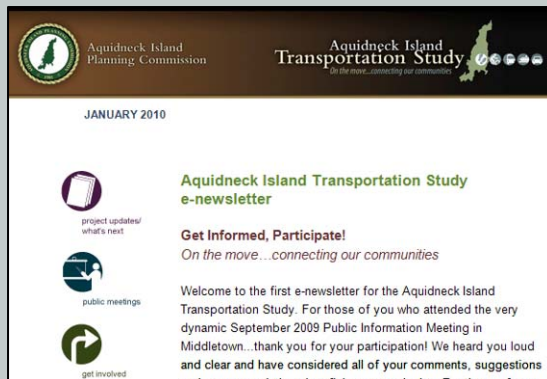 Aquidneck Island
Planning Commission
Aquidneck Island
Transportation Study
On the move...connecting our communities
JANUARY 2010
project updates/
what's next
public meetings
get involved
Aquidneck Island Transportation Study
e-newsletter
Get Informed, Participate!
On the move…connecting our communities
Welcome to the first e-newsletter for the Aquidneck Island
Transportation Study. For those of you who attended the very
dynamic September 2009 Public Information Meeting in
Middletown...thank you for your participation! We heard you loud
and clear and have considered all of your comments, suggestions